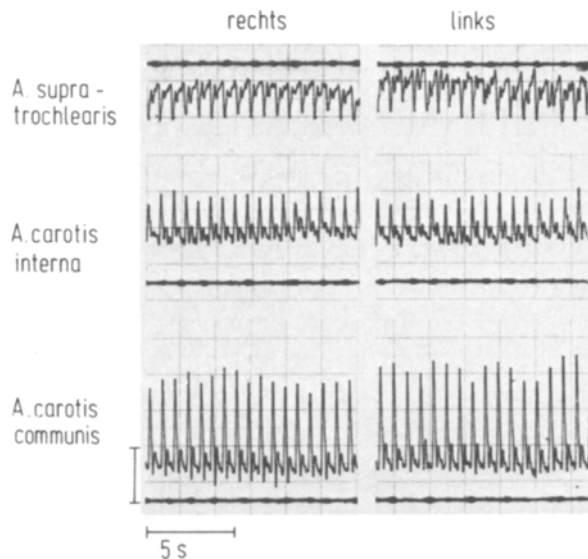 rechts
links
A. supra-
trochlearis
A. carotis
interna
A. carotis
communis
5 s